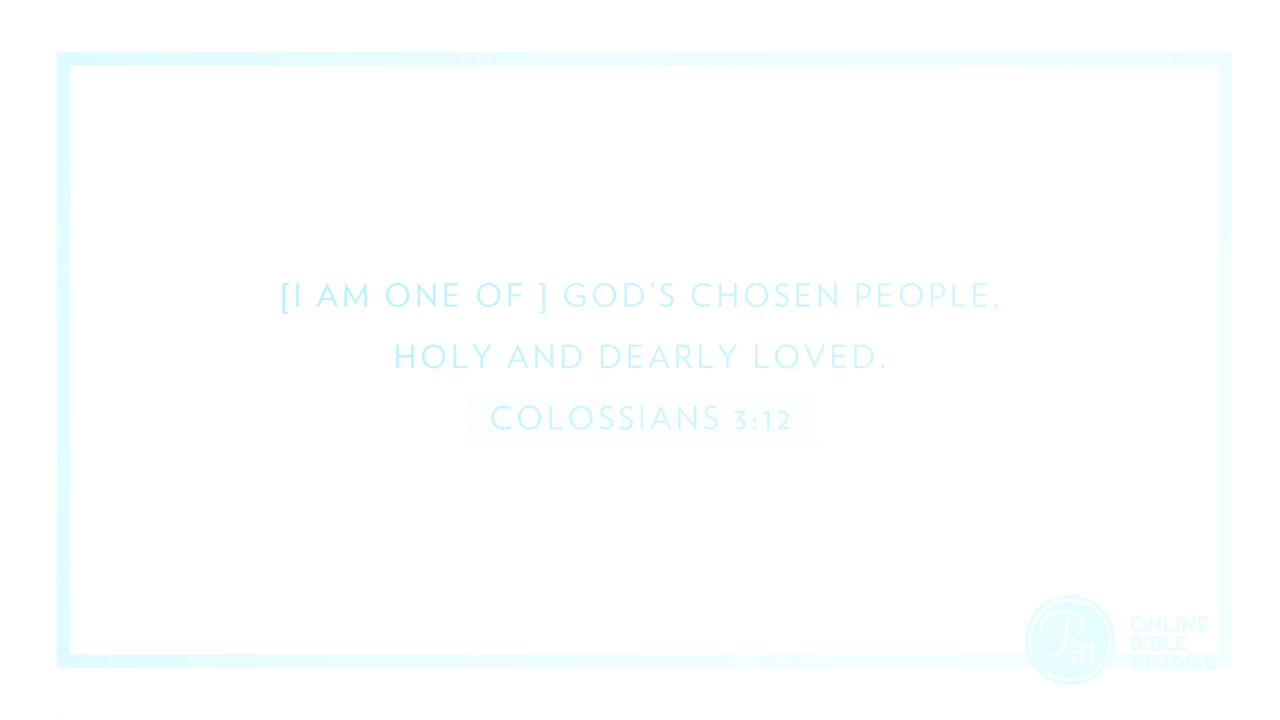 [I AM ONE OF ] GOD'S CHOSEN PEOPLE,
HOLY AND DEARLY LOVED.
COLOSSIANS 3:12
P31
ONLINE
BIBLE
STUDIES